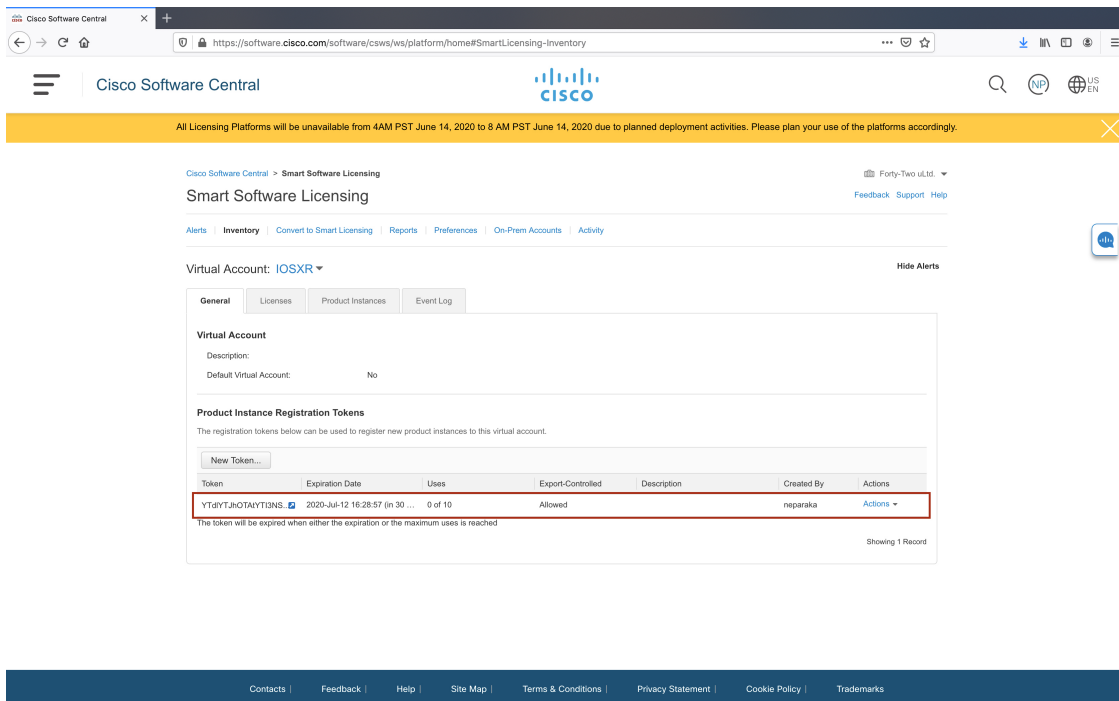 Cisco Software Central
https://software.cisco.com/software/csws/ws/platform/home#SmartLicensing-Inventory
Cisco Software Central
CISCO
NP
US
EN
All Licensing Platforms will be unavailable from 4AM PST June 14, 2020 to 8 AM PST June 14, 2020 due to planned deployment activities. Please plan your use of the platforms accordingly.
Cisco Software Central > Smart Software Licensing
Forty-Two uLtd.
Smart Software Licensing
Feedback Support Help
Alerts | Inventory | Convert to Smart Licensing | Reports | Preferences | On-Prem Accounts | Activity
Virtual Account: IOSXR
Hide Alerts
General Licenses Product Instances Event Log
Virtual Account
Description:
Default Virtual Account: No
Product Instance Registration Tokens
The registration tokens below can be used to register new product instances to this virtual account.
New Token...
Token Expiration Date Uses Export-Controlled Description Created By Actions
YTdlYTJhOTAtYTI3NS.. 2020-Jul-12 16:28:57 (in 30 ... 0 of 10 Allowed neparaka Actions
The token will be expired when either the expiration or the maximum uses is reached
Showing 1 Record
Contacts | Feedback | Help | Site Map | Terms & Conditions | Privacy Statement | Cookie Policy | Trademarks